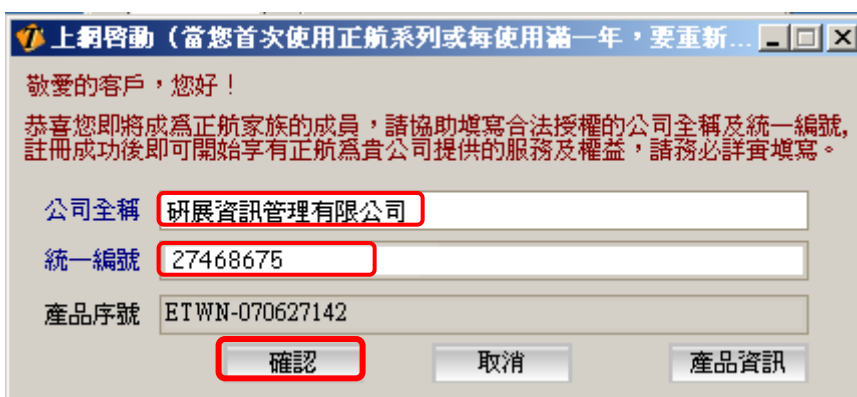 上網啓動（當您首次使用正航系列或每使用滿一年，要重新...
敬愛的客戶，您好！
恭喜您即將成爲正航家族的成員，請協助填寫合法授權的公司全稱及統一編號,
註冊成功後即可開始享有正航爲貴公司提供的服務及權益，請務必詳實填寫。
公司全稱 研展資訊管理有限公司
統一編號 27468675
產品序號 ETWN-070627142
確認 取消 產品資訊